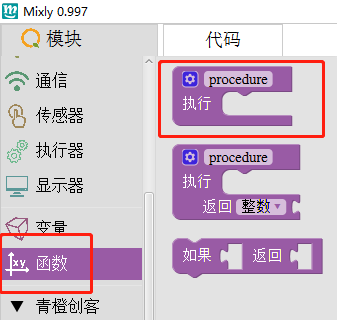 Mixly 0.997
模块
代码
通信
传感器
执行器
显示器
变量
xy 函数
青橙创客
procedure
执行
procedure
执行
返回 整数
如果 返回